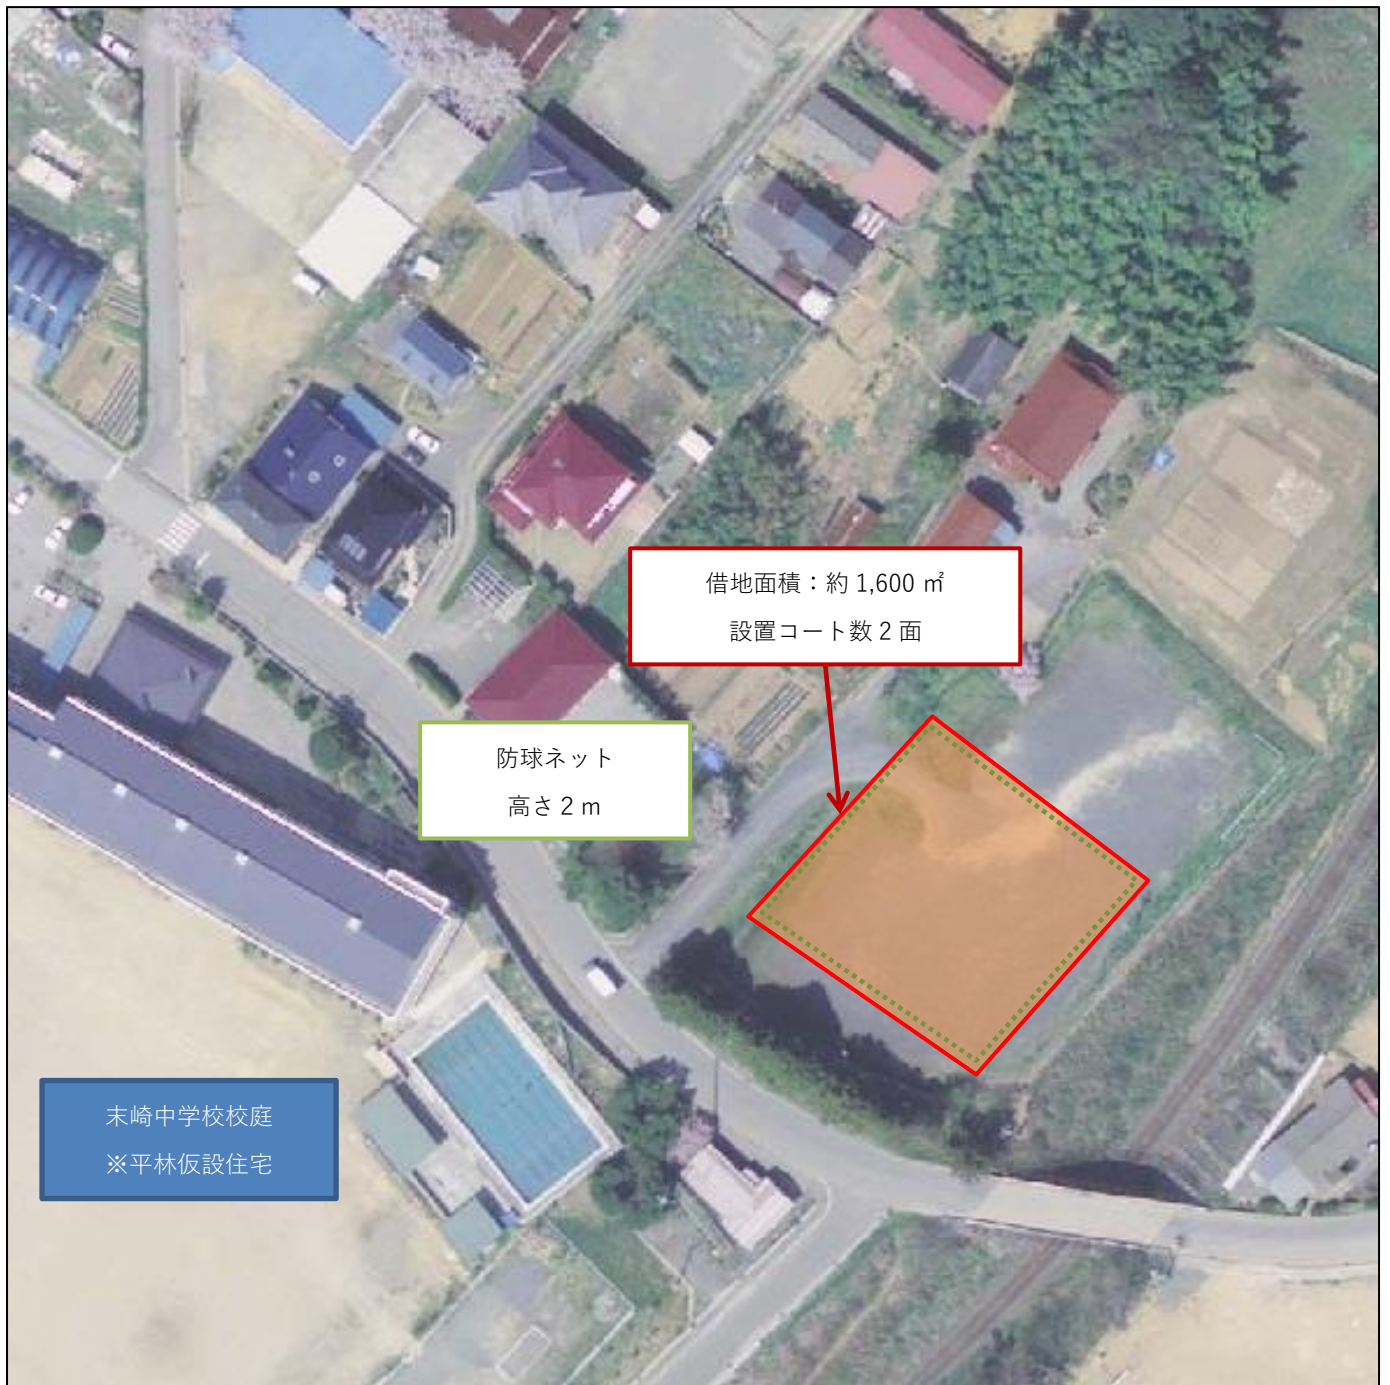 借地面積：約 1,600 ㎡
設置コート数 2 面
防球ネット
高さ 2 m
末崎中学校校庭
※平林仮設住宅